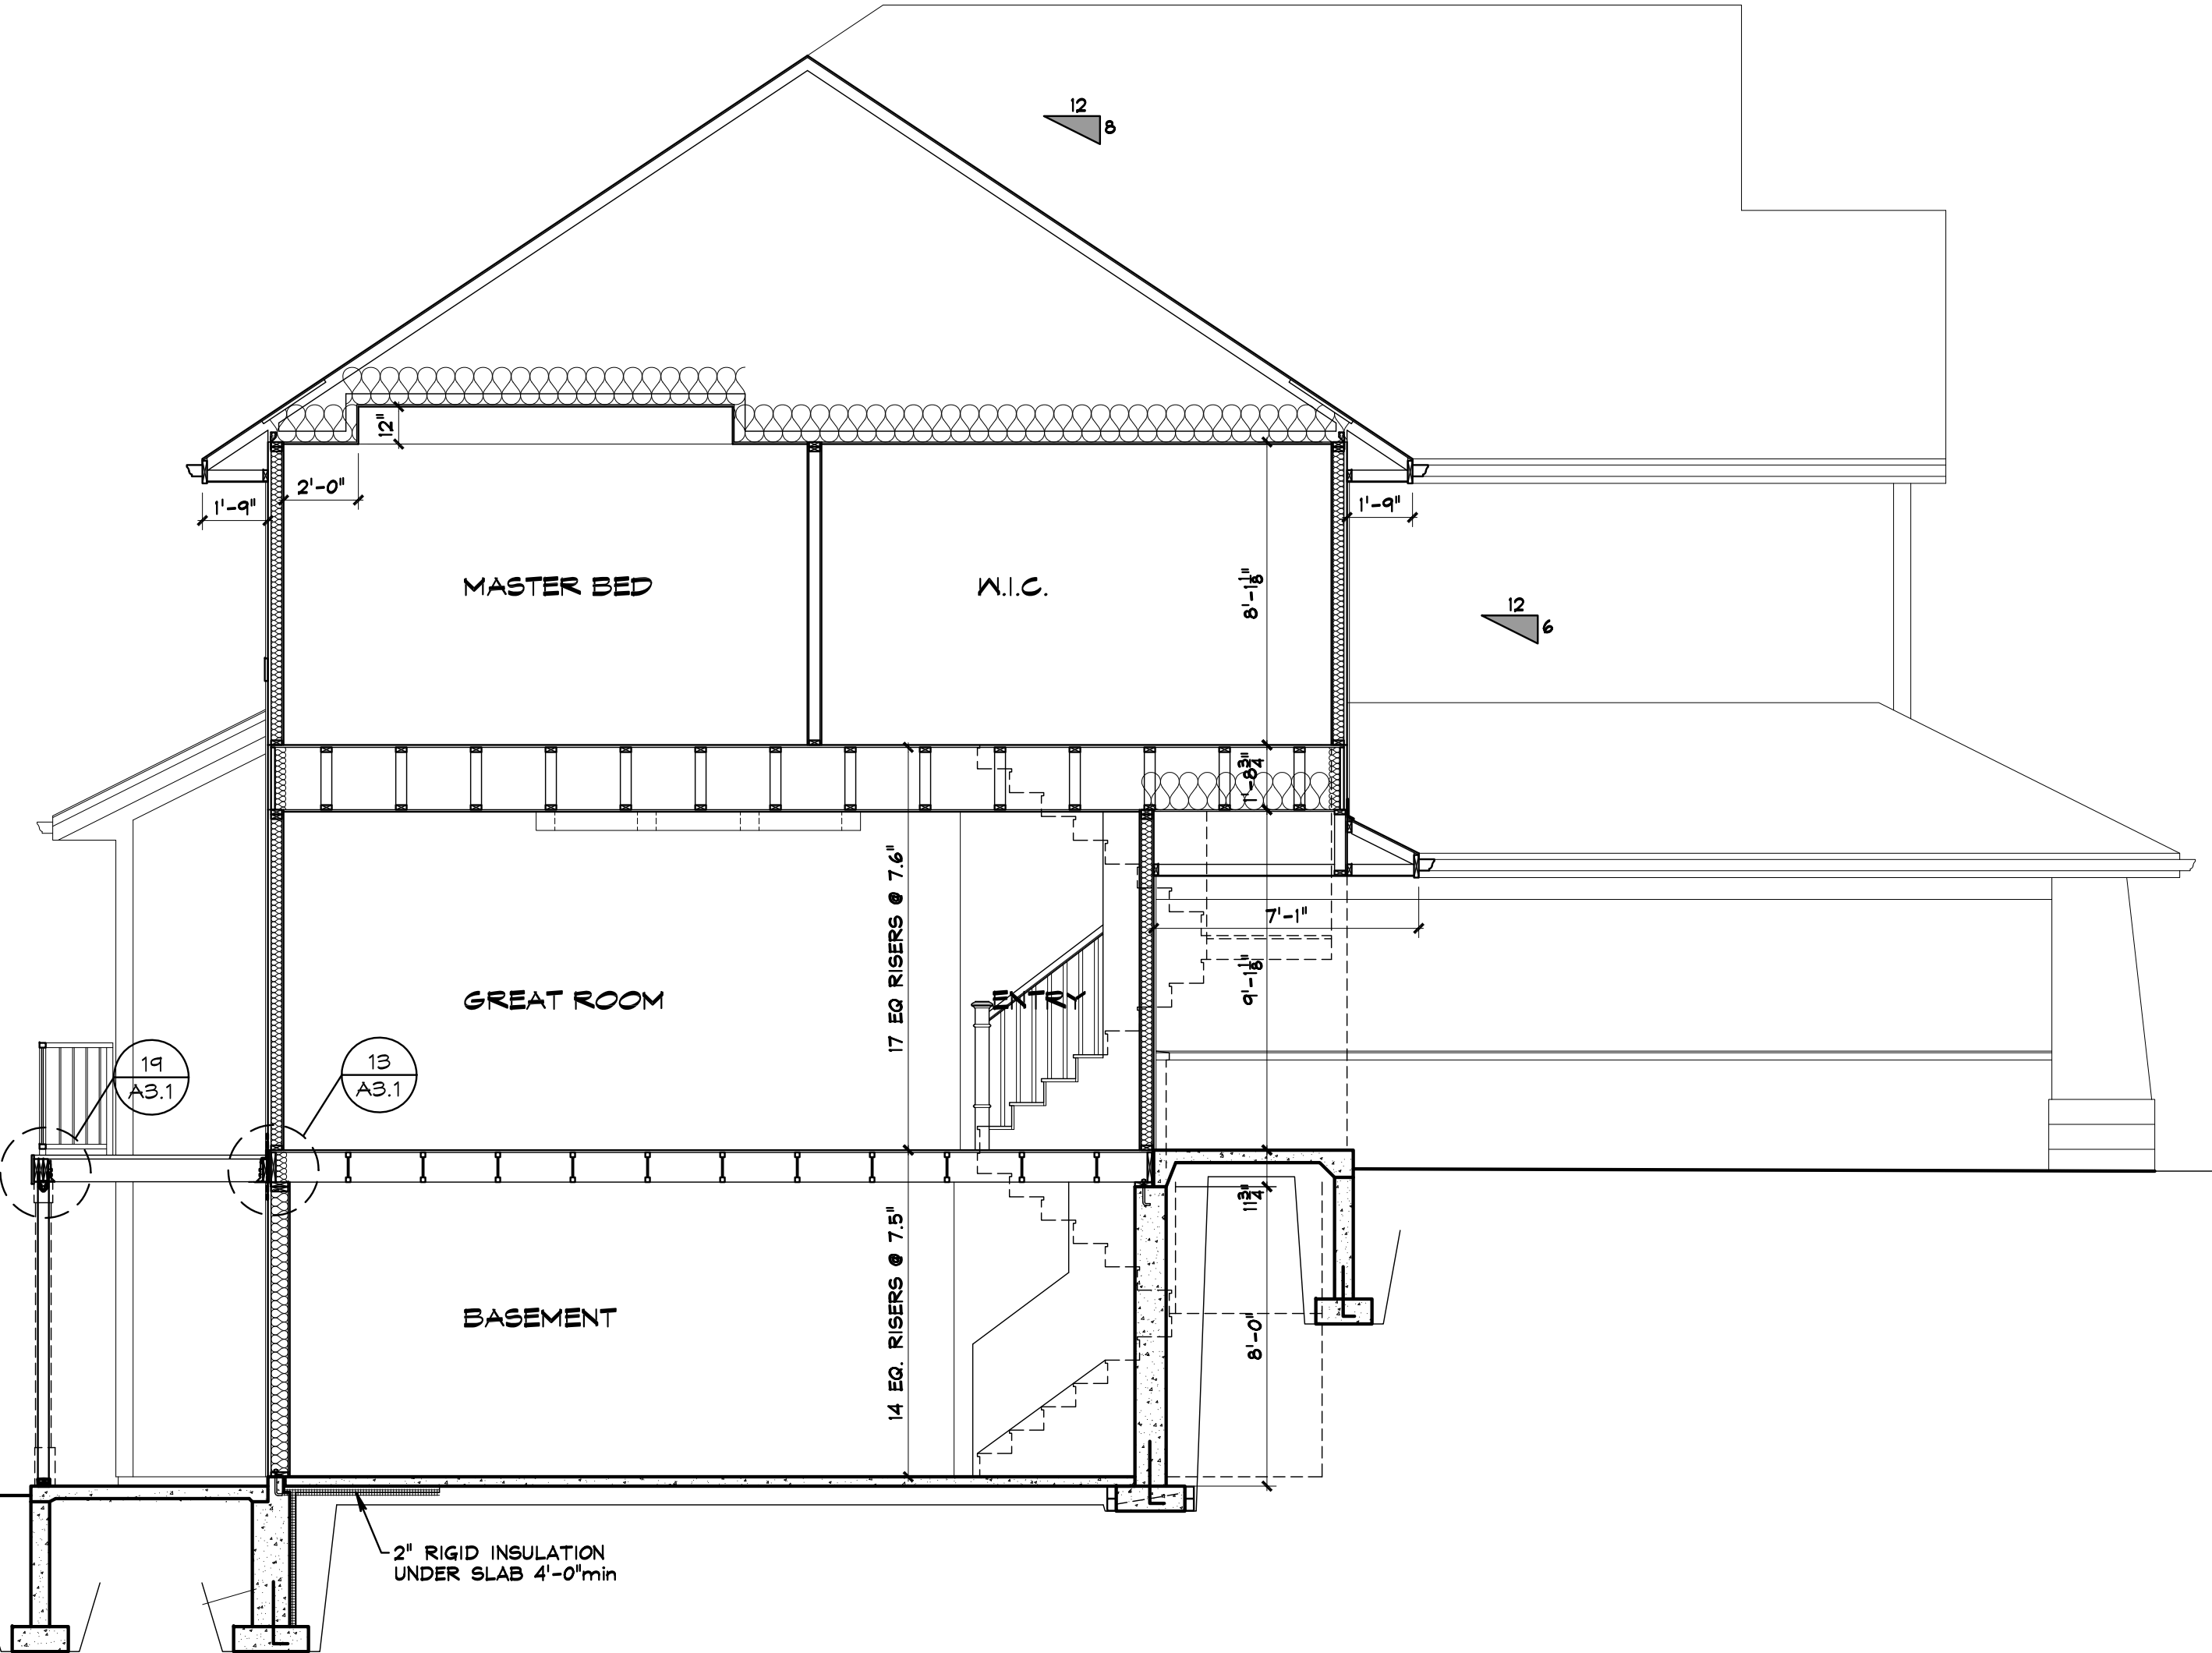 12
8
12"
2'-0"
1'-9"
1'-9"
MASTER BED
W.I.C.
8'-1 1/8"
12
6
1'-8 3/4"
17 EQ RISERS @ 7.6"
7'-1"
9'-1 1/8"
GREAT ROOM
ENTRY
19
A3.1
13
A3.1
11 3/4"
14 EQ. RISERS @ 7.5"
BASEMENT
8'-0"
2" RIGID INSULATION
UNDER SLAB 4'-0"min